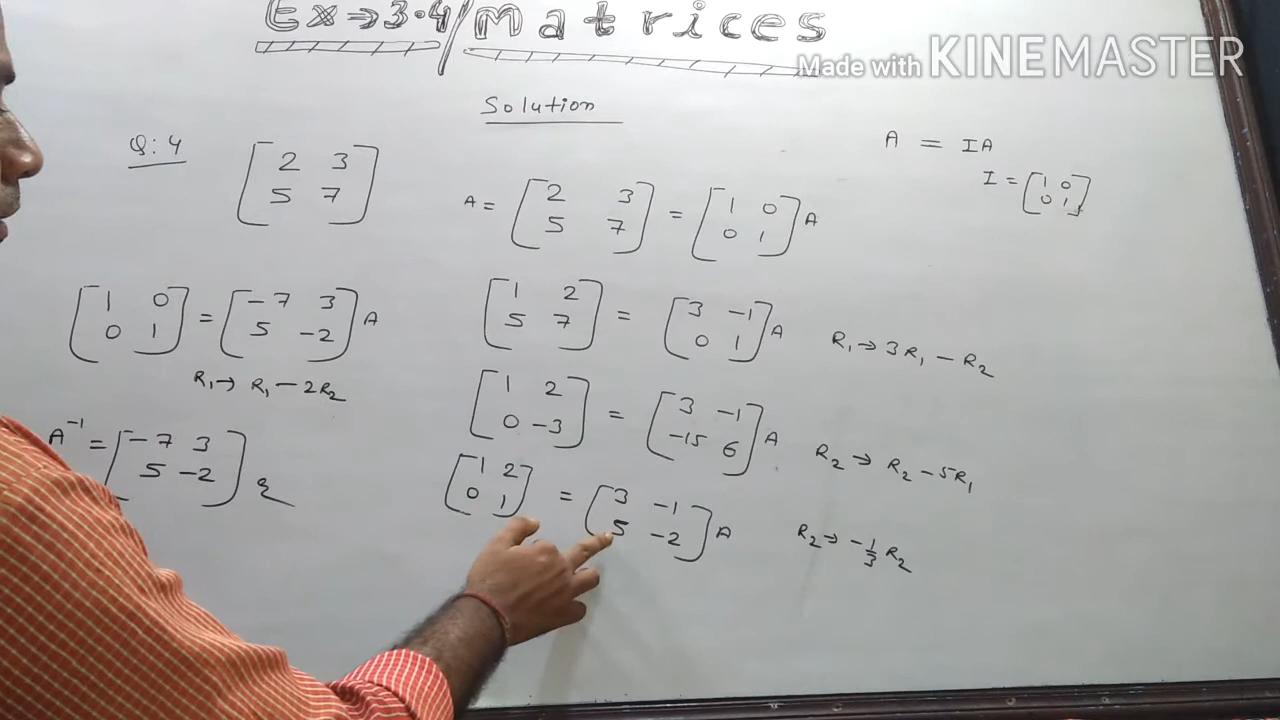 Ex → 3.4 / Matrices
Made with KINEMASTER
Solution
Q: 4 [2 3
5 7]
A = IA
I = [1 0
0 1]
A = [2 3
5 7] = [1 0
0 1] A
[1 2
5 7] = [3 -1
0 1] A R₁ → 3R₁ - R₂
[1 2
0 -3] = [3 -1
-15 6] A R₂ → R₂ - 5R₁
[1 2
0 1] = [3 -1
5 -2] A R₂ → -1/3 R₂
[1 0
0 1] = [-7 3
5 -2] A
R₁ → R₁ - 2R₂
A⁻¹ = [-7 3
5 -2]